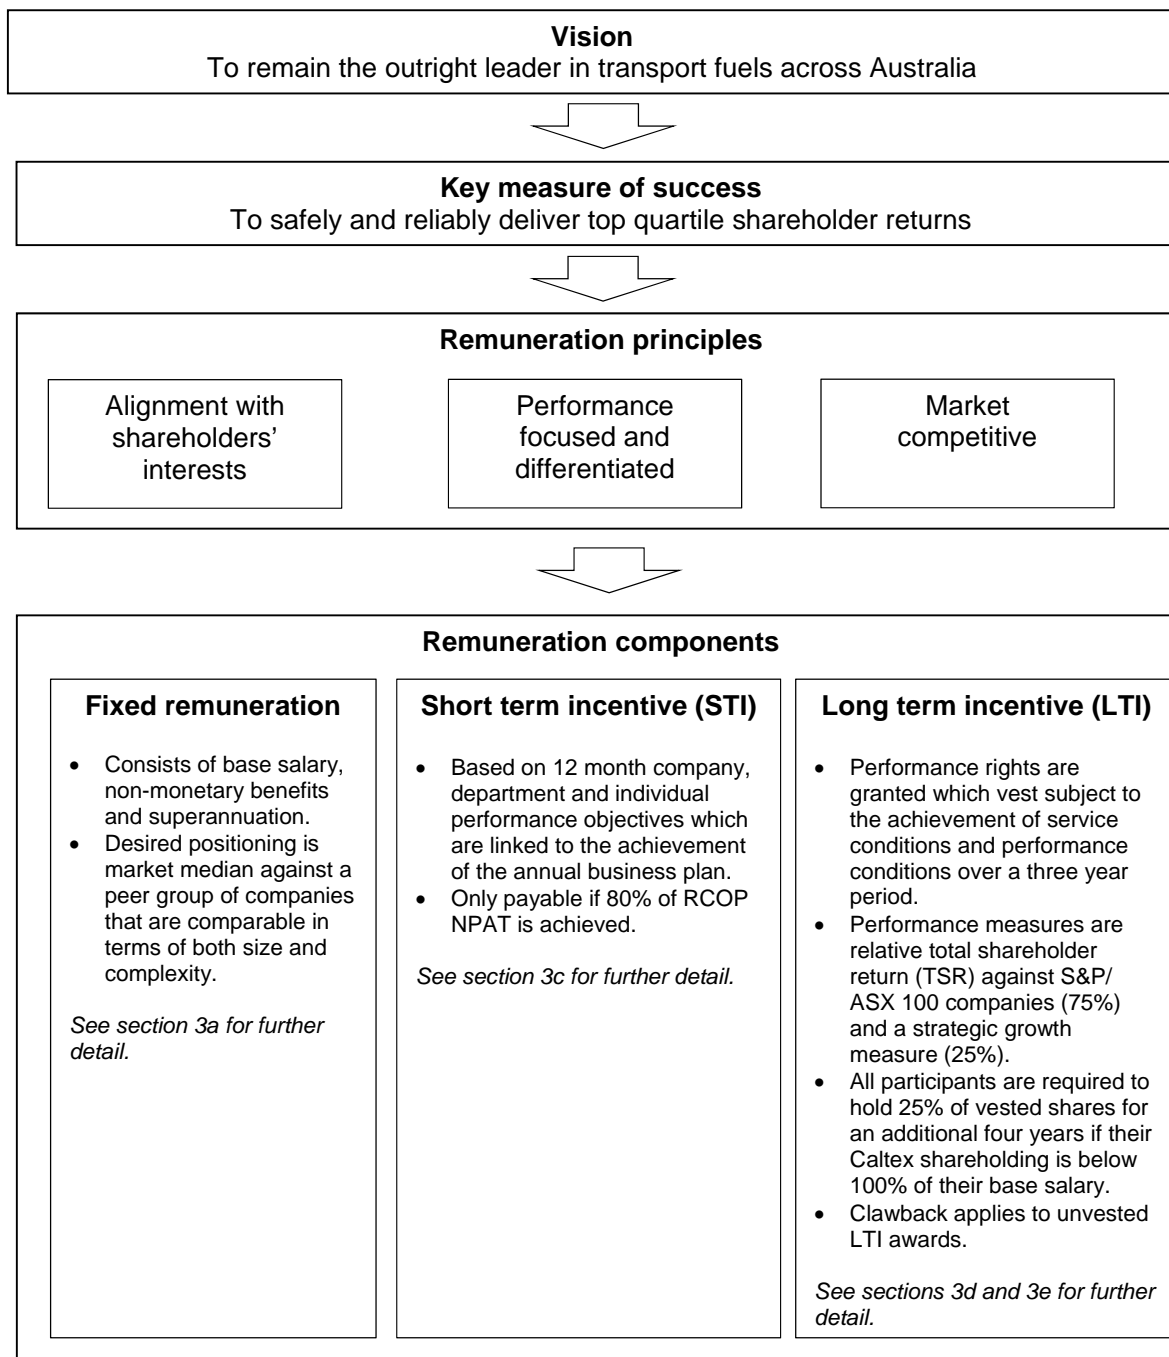 Vision
To remain the outright leader in transport fuels across Australia
Key measure of success
To safely and reliably deliver top quartile shareholder returns
Remuneration principles
Alignment with
shareholders’
interests
Performance
focused and
differentiated
Market
competitive
Remuneration components
Fixed remuneration
• Consists of base salary,
non-monetary benefits
and superannuation.
• Desired positioning is
market median against a
peer group of companies
that are comparable in
terms of both size and
complexity.
See section 3a for further
detail.
Short term incentive (STI)
• Based on 12 month company,
department and individual
performance objectives which
are linked to the achievement
of the annual business plan.
• Only payable if 80% of RCOP
NPAT is achieved.
See section 3c for further detail.
Long term incentive (LTI)
• Performance rights are
granted which vest subject to
the achievement of service
conditions and performance
conditions over a three year
period.
• Performance measures are
relative total shareholder
return (TSR) against S&P/
ASX 100 companies (75%)
and a strategic growth
measure (25%).
• All participants are required to
hold 25% of vested shares for
an additional four years if their
Caltex shareholding is below
100% of their base salary.
• Clawback applies to unvested
LTI awards.
See sections 3d and 3e for further
detail.